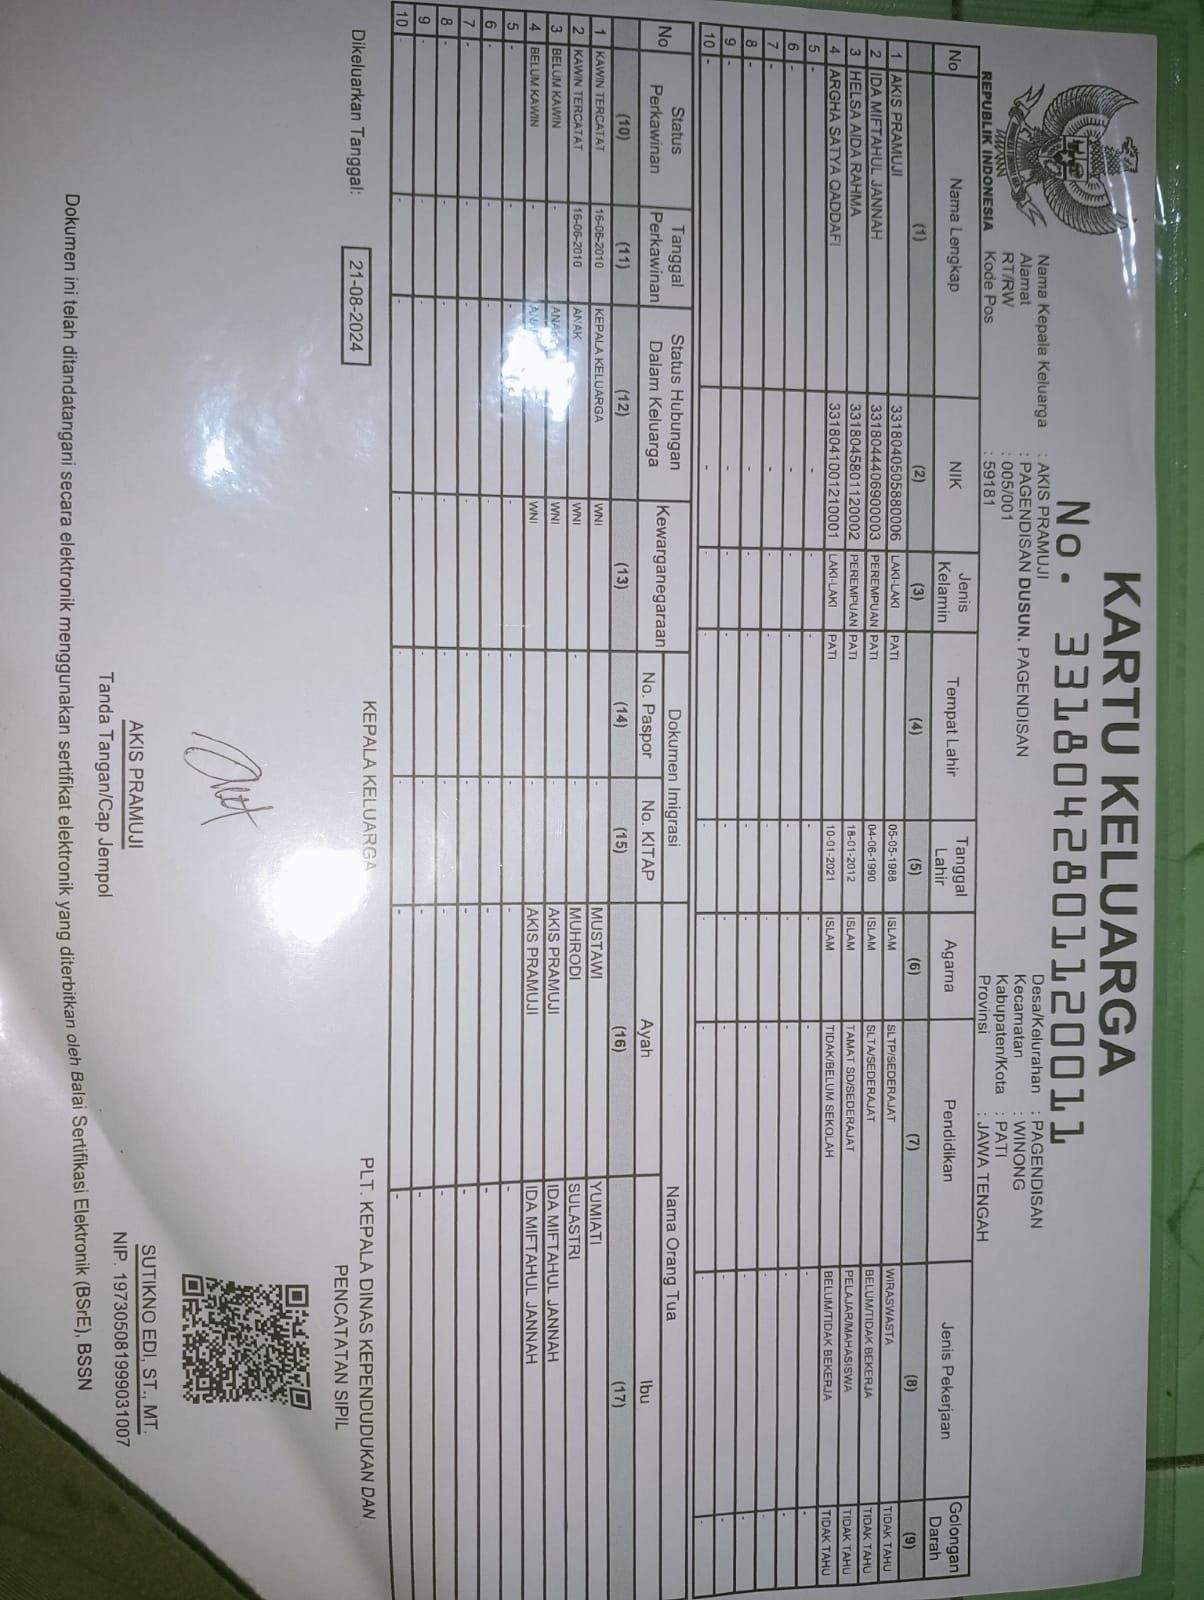 KARTU KELUARGA
No. 3318042801120011
REPUBLIK INDONESIA
Nama Kepala Keluarga : AKIS PRAMUJI
Alamat : PAGENDISAN DUSUN. PAGENDISAN
RT/RW : 005/001
Kode Pos : 59181
Desa/Kelurahan : PAGENDISAN
Kecamatan : WINONG
Kabupaten/Kota : PATI
Provinsi : JAWA TENGAH
No Nama Lengkap NIK Jenis Kelamin Tempat Lahir Tanggal Lahir Agama Pendidikan Jenis Pekerjaan Golongan Darah
(1) (2) (3) (4) (5) (6) (7) (8) (9)
1 AKIS PRAMUJI 3318040505880006 LAKI-LAKI PATI 05-05-1988 ISLAM SLTP/SEDERAJAT WIRASWASTA TIDAK TAHU
2 IDA MIFTAHUL JANNAH 3318044406900003 PEREMPUAN PATI 04-06-1990 ISLAM SLTA/SEDERAJAT BELUM/TIDAK BEKERJA TIDAK TAHU
3 HELSA AIDA RAHMA 3318045801120002 PEREMPUAN PATI 18-01-2012 ISLAM TAMAT SD/SEDERAJAT PELAJAR/MAHASISWA TIDAK TAHU
4 ARGHA SATYA QADDAFI 3318041001210001 LAKI-LAKI PATI 10-01-2021 ISLAM TIDAK/BELUM SEKOLAH BELUM/TIDAK BEKERJA TIDAK TAHU
5 - - - - - - - - -
6 - - - - - - - - -
7 - - - - - - - - -
8 - - - - - - - - -
9 - - - - - - - - -
10 - - - - - - - - -
No Status Perkawinan Tanggal Perkawinan Status Hubungan Dalam Keluarga Kewarganegaraan Dokumen Imigrasi Nama Orang Tua
No. Paspor No. KITAP Ayah Ibu
(10) (11) (12) (13) (14) (15) (16) (17)
1 KAWIN TERCATAT 16-06-2010 KEPALA KELUARGA WNI - - MUSTAWI YUMIATI
2 KAWIN TERCATAT 16-06-2010 ANAK WNI - - MUHRODI SULASTRI
3 BELUM KAWIN - WNI - - AKIS PRAMUJI IDA MIFTAHUL JANNAH
4 BELUM KAWIN - WNI - - AKIS PRAMUJI IDA MIFTAHUL JANNAH
5 - - - - - - - -
6 - - - - - - - -
7 - - - - - - - -
8 - - - - - - - -
9 - - - - - - - -
10 - - - - - - - -
Dikeluarkan Tanggal: 21-08-2024
KEPALA KELUARGA
AKIS PRAMUJI
Tanda Tangan/Cap Jempol
PLT. KEPALA DINAS KEPENDUDUKAN DAN
PENCATATAN SIPIL
SUTIKNO EDI, ST., MT.
NIP. 197305081999031007
Dokumen ini telah ditandatangani secara elektronik menggunakan sertifikat elektronik yang diterbitkan oleh Balai Sertifikasi Elektronik (BSrE), BSSN